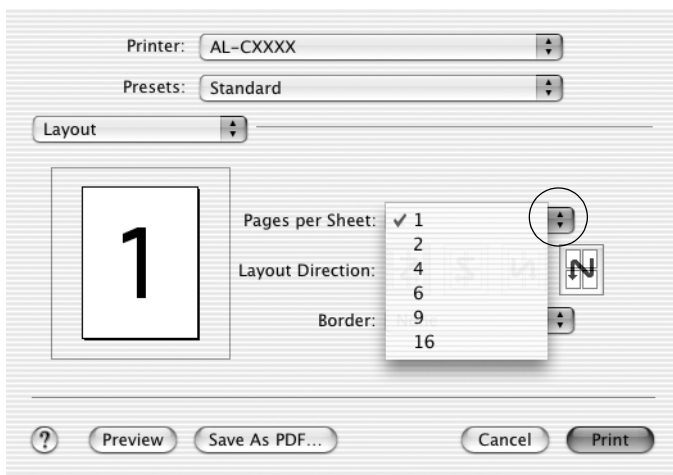 Printer: AL-CXXXX
Presets: Standard
Layout
1
Pages per Sheet: ✓ 1
2
Layout Direction: 4
6
Border: 9
16
? Preview Save As PDF... Cancel Print